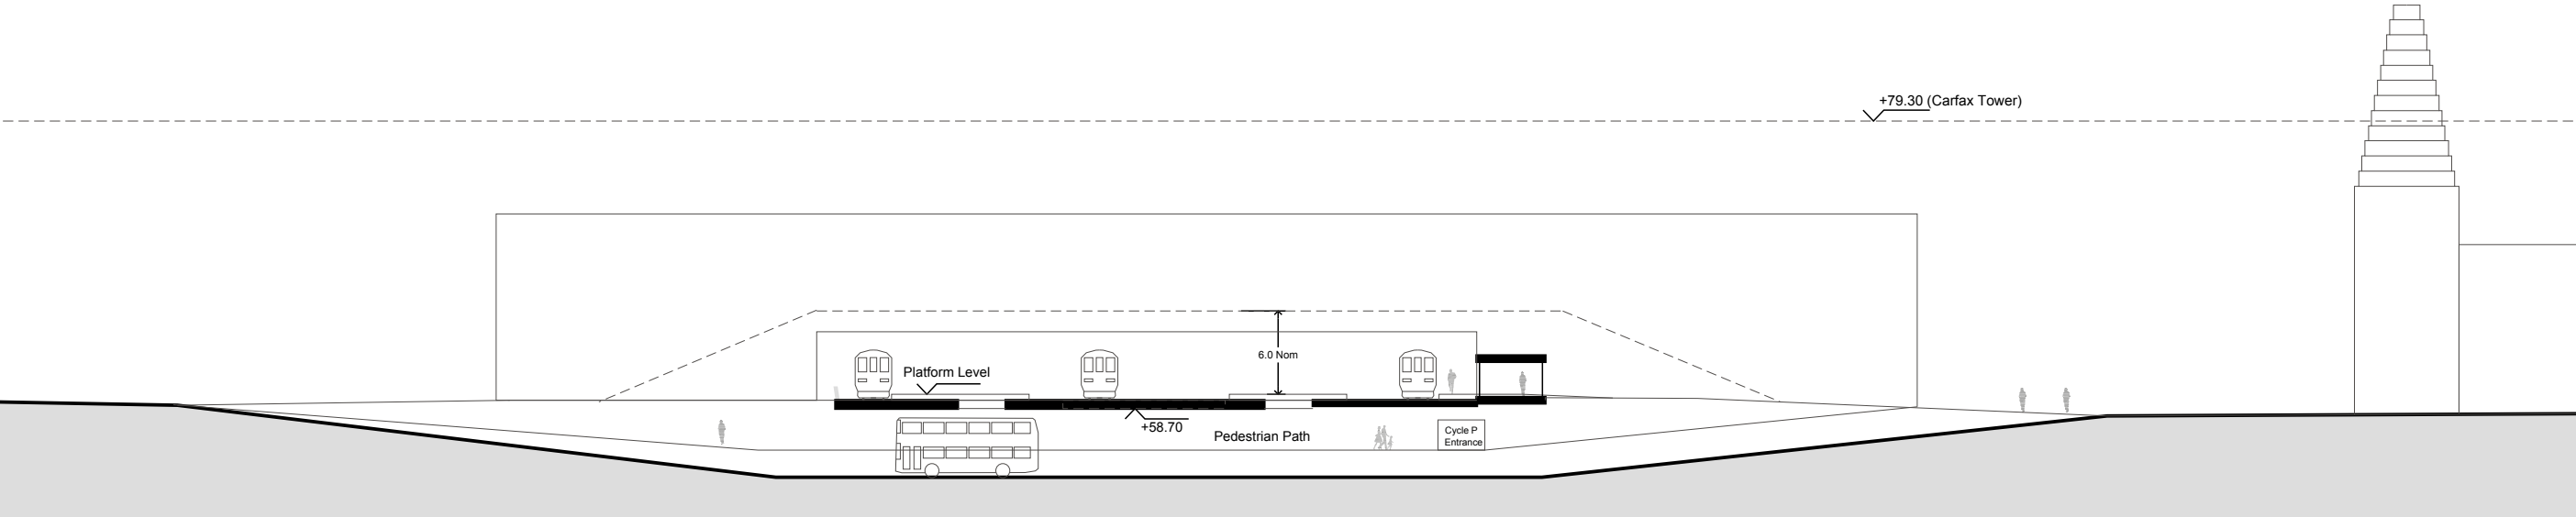 +79.30 (Carfax Tower)
6.0 Nom
Platform Level
+58.70
Pedestrian Path
Cycle P
Entrance